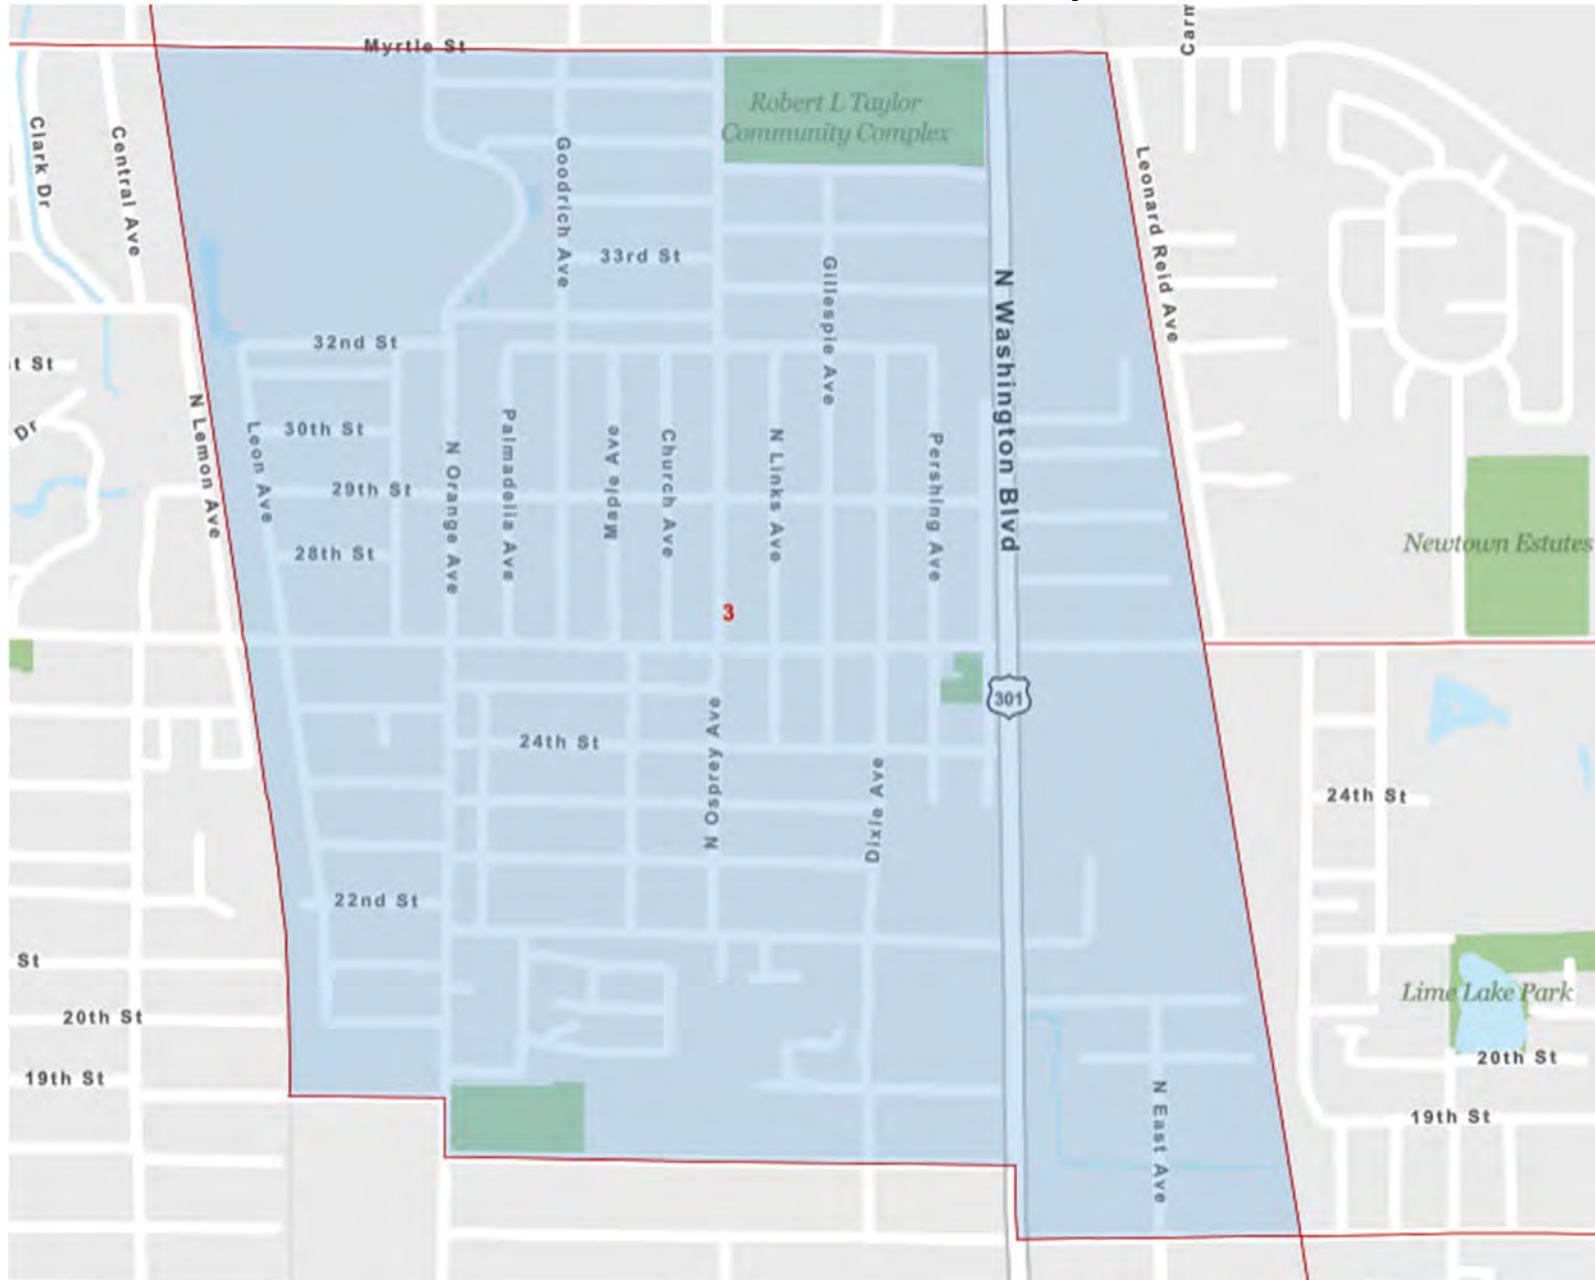 Myrtle St
Carm
Robert L Taylor
Community Complex
Clark Dr
Central Ave
Goodrich Ave
Leonard Reid Ave
33rd St
Gillespie Ave
N Washington Blvd
32nd St
t St
N Lemon Ave
Leon Ave
30th St
Dr
N Orange Ave
Palmadelia Ave
Maple Ave
Church Ave
N Links Ave
Pershing Ave
29th St
28th St
Newtown Estates
3
301
N Osprey Ave
24th St
Dixie Ave
24th St
22nd St
St
20th St
Lime Lake Park
20th St
19th St
N East Ave
19th St